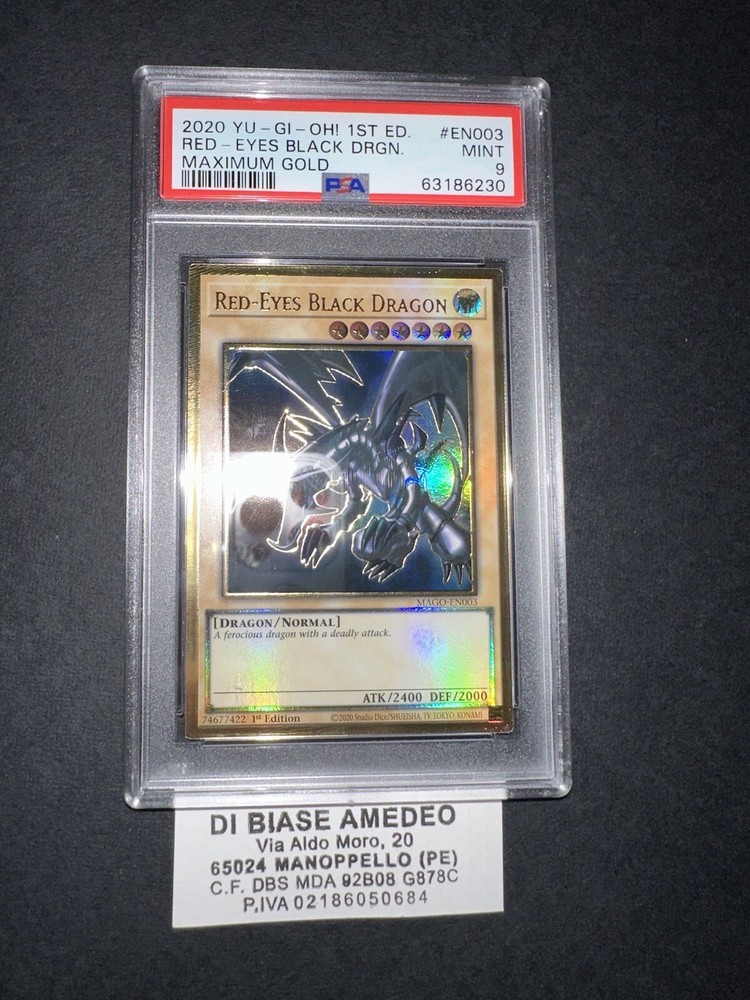 2020 YU-GI-OH! 1ST ED. #EN003
RED-EYES BLACK DRGN. MINT
MAXIMUM GOLD 9
PSA 63186230
RED-EYES BLACK DRAGON
MAGO-EN003
[DRAGON/NORMAL]
A ferocious dragon with a deadly attack.
ATK/2400 DEF/2000
74677422 1st Edition ©2020 Studio Dice/SHUEISHA, TV TOKYO, KONAMI
DI BIASE AMEDEO
Via Aldo Moro, 20
65024 MANOPPELLO (PE)
C.F. DBS MDA 92B08 G878C
P.IVA 02186050684